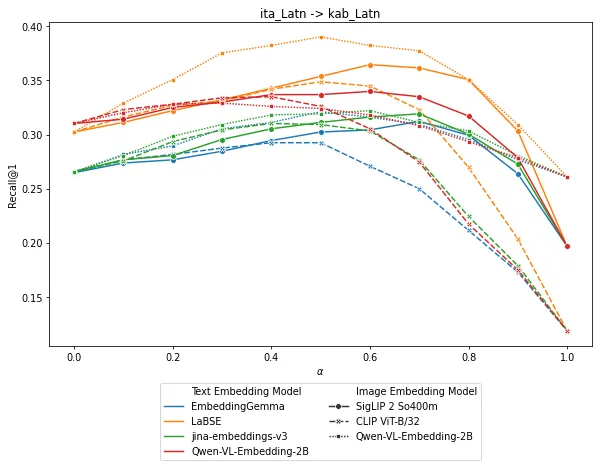 ita_Latn -> kab_Latn
Recall@1
0.40
0.35
0.30
0.25
0.20
0.15
0.0
0.2
0.4
0.6
0.8
1.0
α
Text Embedding Model
EmbeddingGemma
LaBSE
jina-embeddings-v3
Qwen-VL-Embedding-2B
Image Embedding Model
SigLIP 2 So400m
CLIP ViT-B/32
Qwen-VL-Embedding-2B